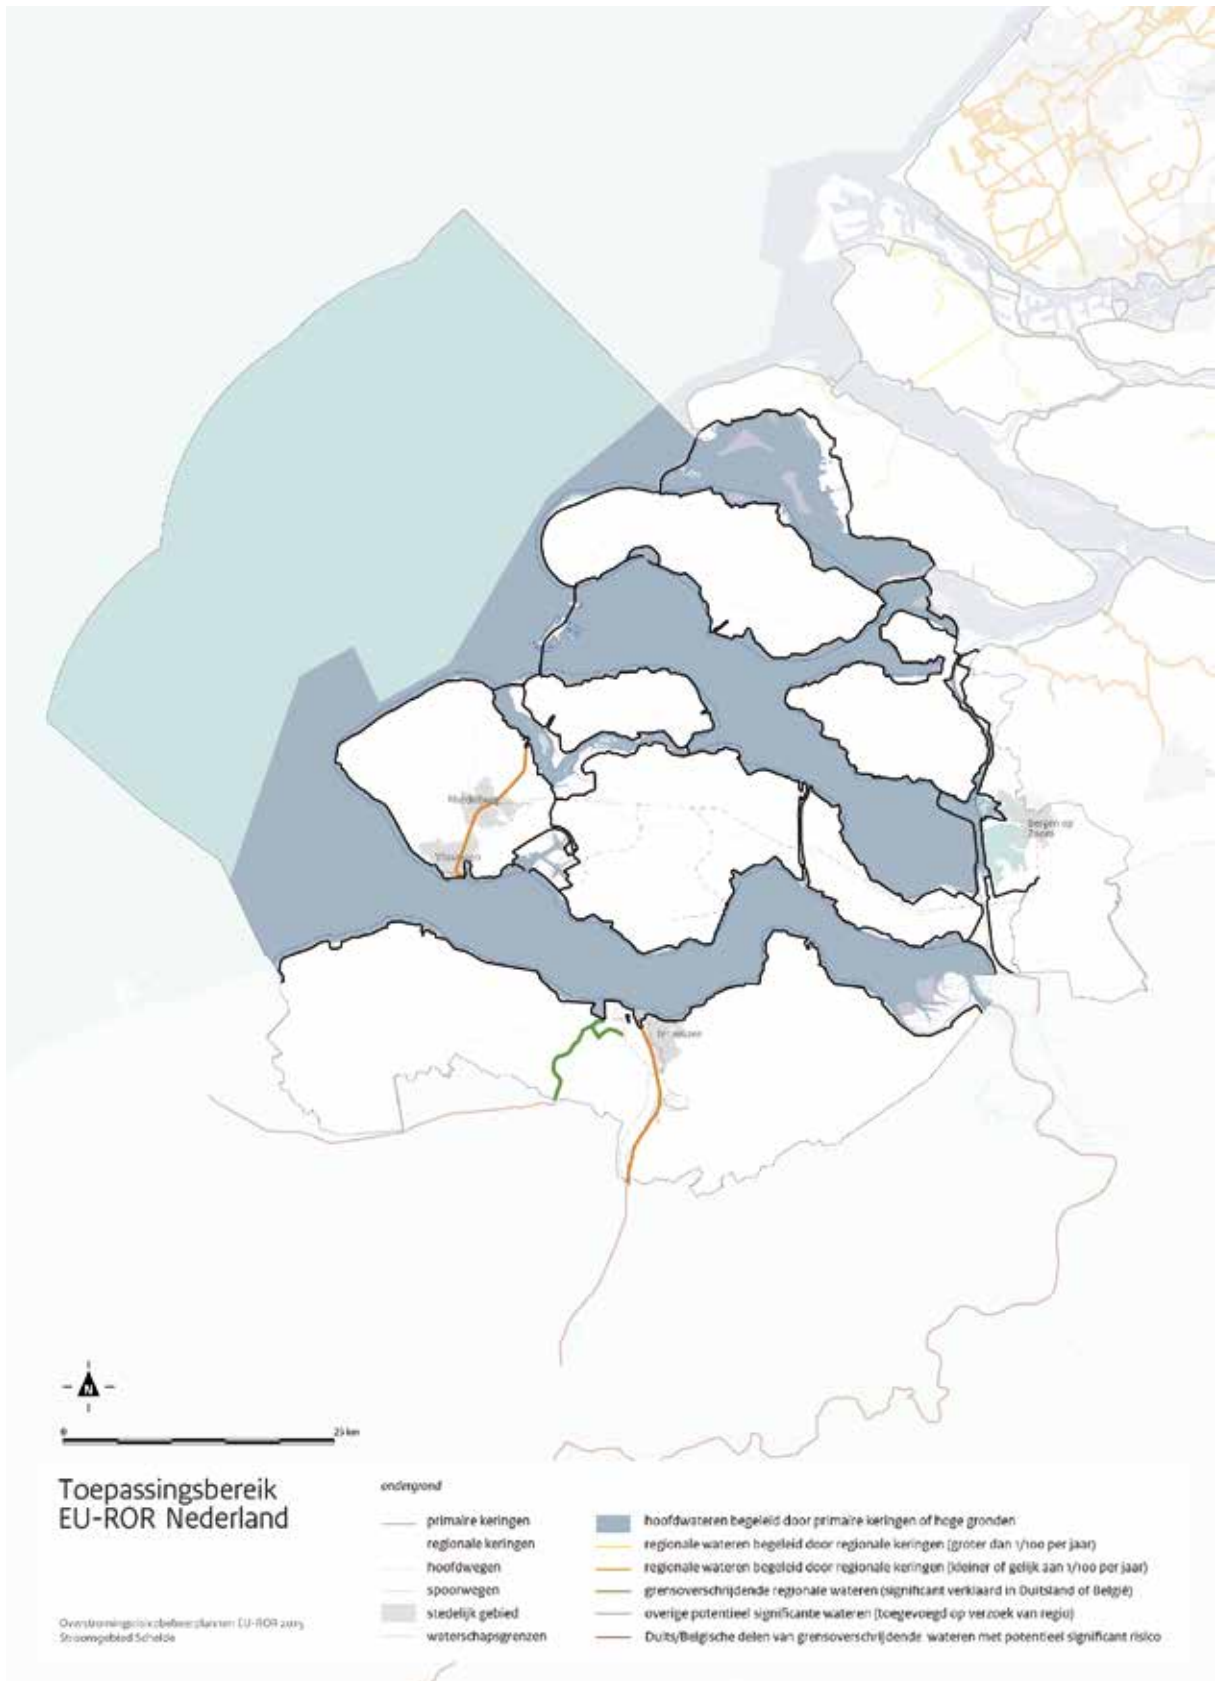 Middelburg
Vlissingen
Bergen op
Zoom
Terneuzen
N
0
25 km
Toepassingsbereik
EU-ROR Nederland
Overstromingsrisicobeheerplannen EU-ROR 2015
Stroomgebied Schelde
ondergrond
primaire keringen
regionale keringen
hoofdwegen
spoorwegen
stedelijk gebied
waterschapsgrenzen
hoofdwateren begeleid door primaire keringen of hoge gronden
regionale wateren begeleid door regionale keringen (groter dan 1/100 per jaar)
regionale wateren begeleid door regionale keringen (kleiner of gelijk aan 1/100 per jaar)
grensoverschrijdende regionale wateren (significant verklaard in Duitsland of België)
overige potentieel significante wateren (toegevoegd op verzoek van regio)
Duits/Belgische delen van grensoverschrijdende wateren met potentieel significant risico